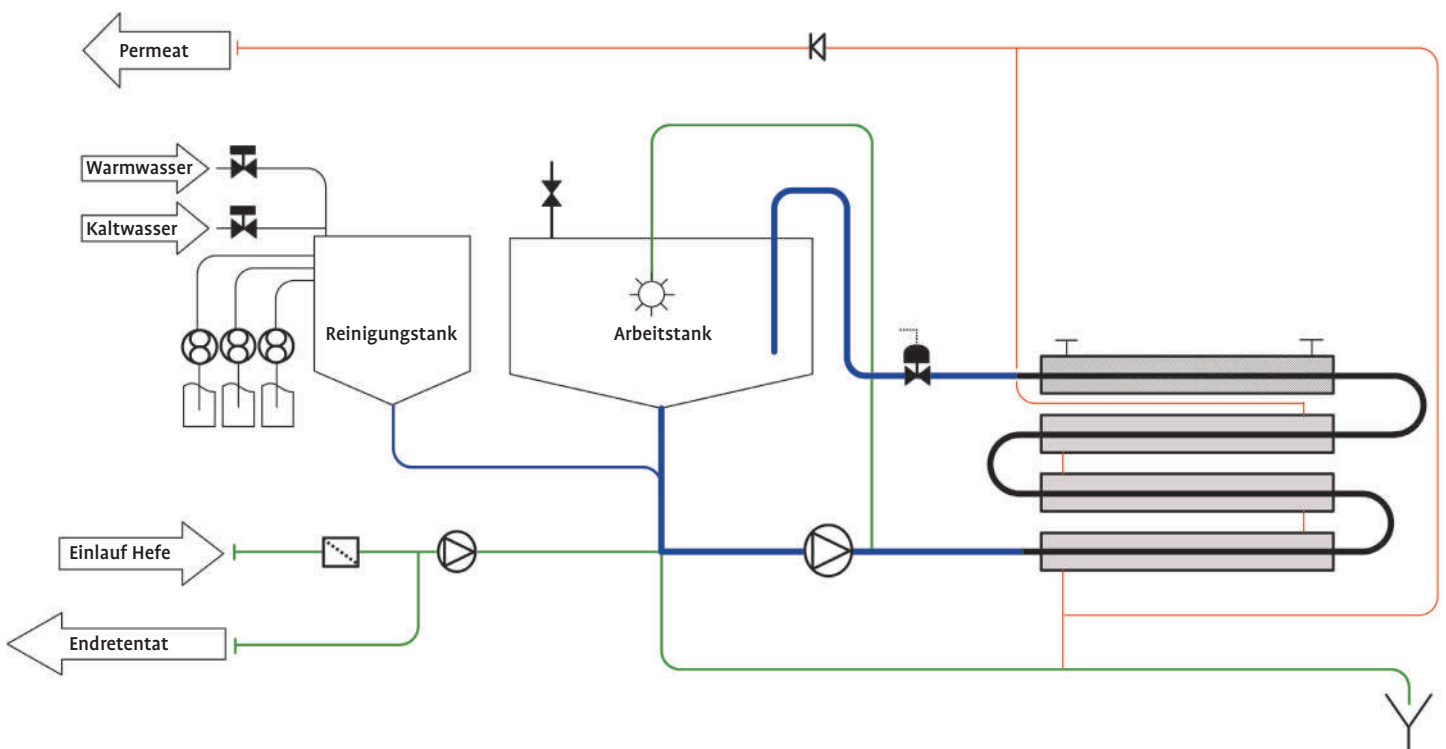 Permeat
Warmwasser
Kaltwasser
Reinigungstank
Arbeitstank
Einlauf Hefe
Endretentat